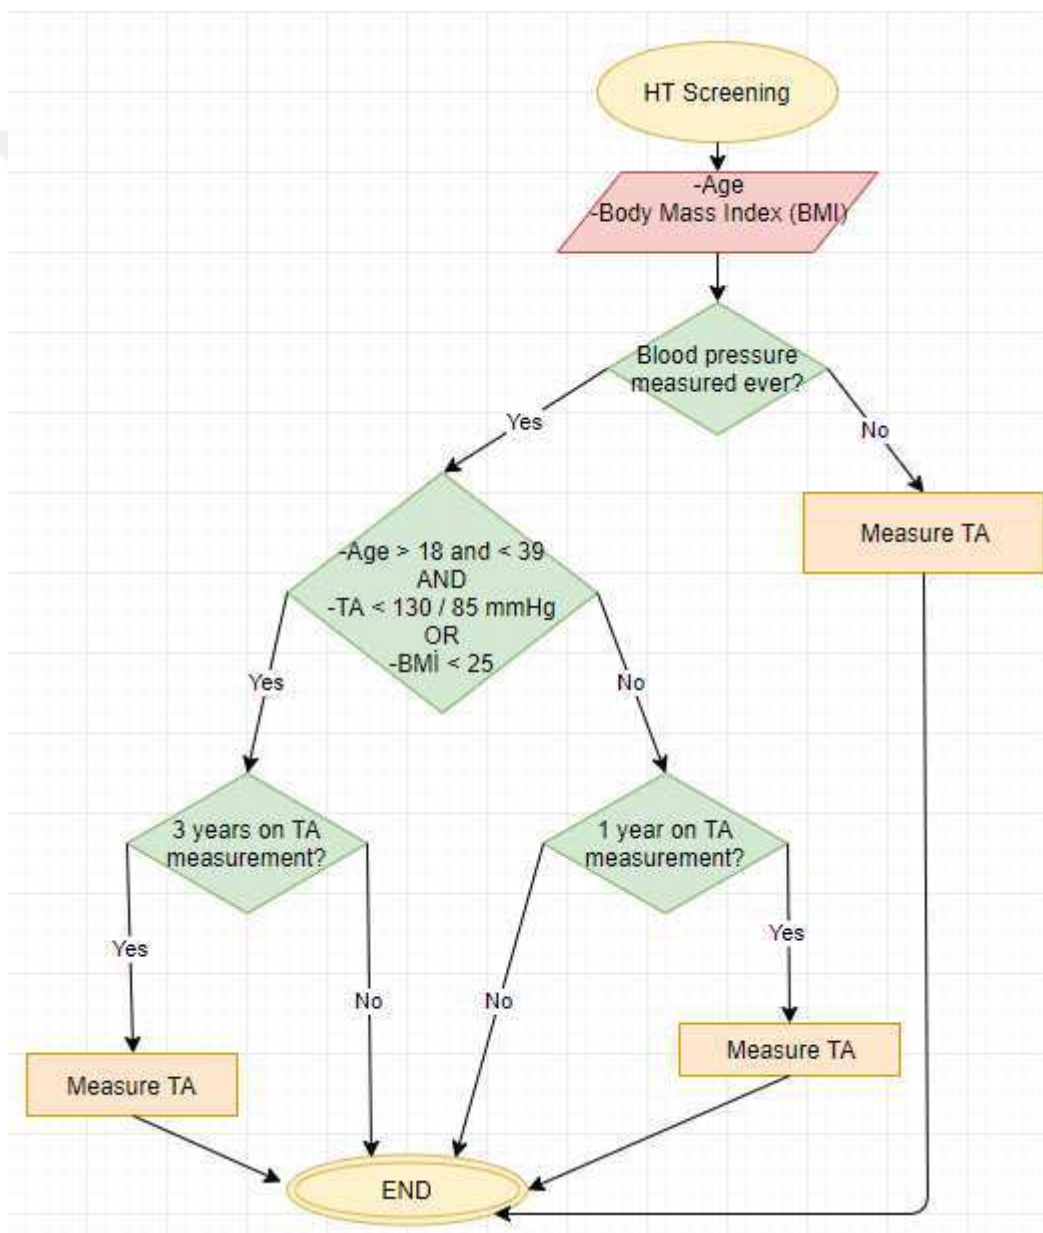 HT Screening
-Age
-Body Mass Index (BMI)
Blood pressure
measured ever?
Yes
No
Measure TA
-Age > 18 and < 39
AND
-TA < 130 / 85 mmHg
OR
-BMİ < 25
Yes
No
3 years on TA
measurement?
1 year on TA
measurement?
Yes
No
No
Yes
Measure TA
Measure TA
END